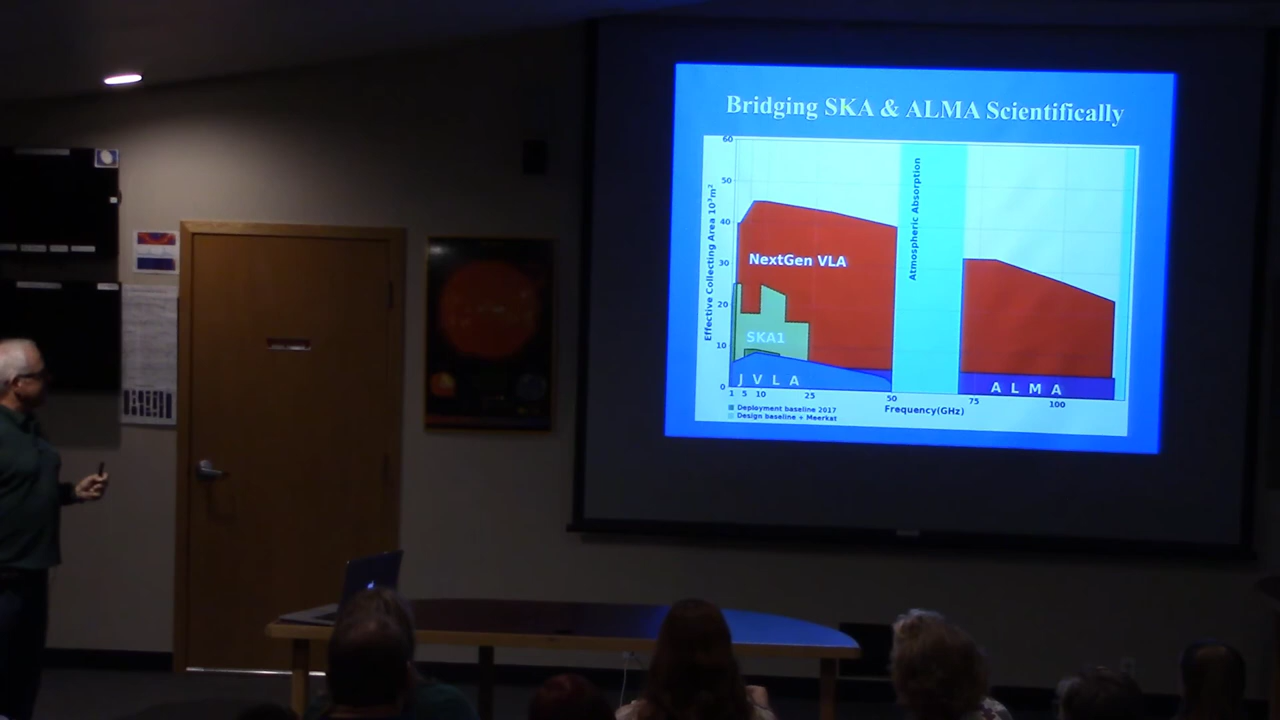 Bridging SKA & ALMA Scientifically
60
50
40
30
20
10
0
Effective Collecting Area 10³m²
NextGen VLA
SKA1
J V L A
Atmospheric Absorption
A L M A
1 5 10 25 50 75 100
Frequency(GHz)
Deployment baseline 2017
Design baseline + Meerkat